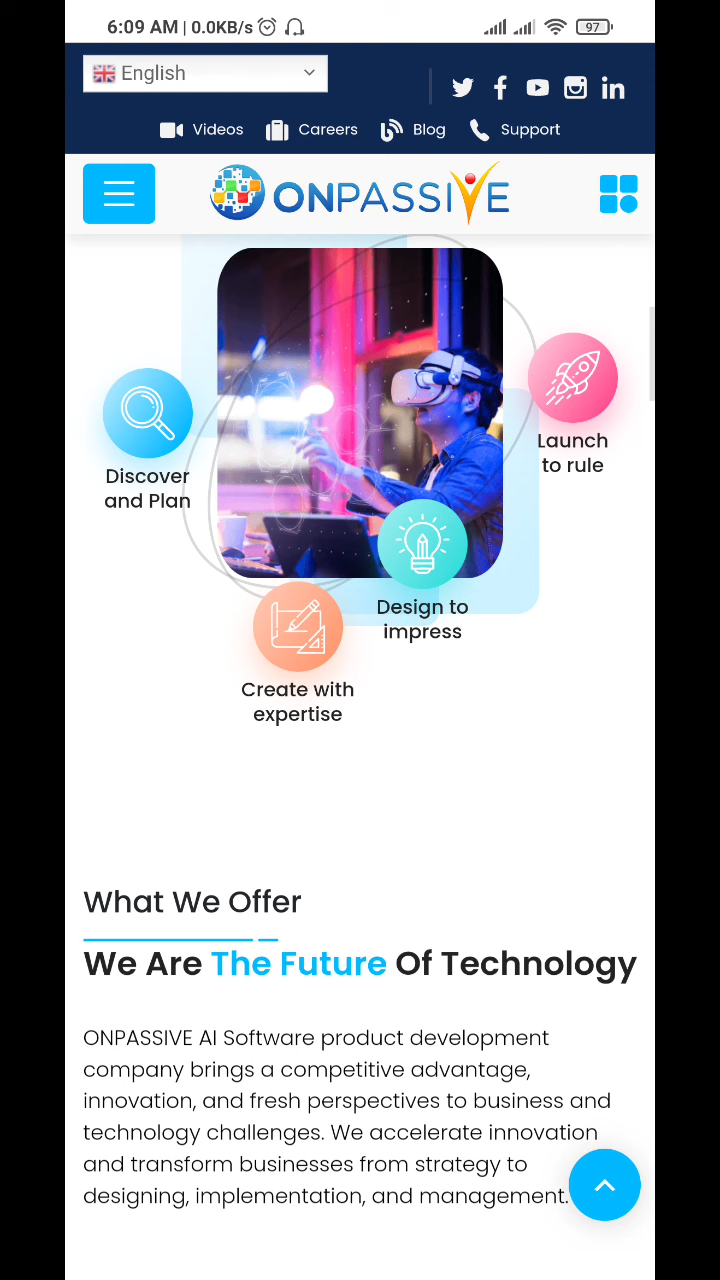 6:09 AM | 0.0KB/s 97
English
Videos Careers Blog Support
ONPASSIVE
Launch
to rule
Discover
and Plan
Design to
impress
Create with
expertise
What We Offer
We Are The Future Of Technology
ONPASSIVE AI Software product development
company brings a competitive advantage,
innovation, and fresh perspectives to business and
technology challenges. We accelerate innovation
and transform businesses from strategy to
designing, implementation, and management.